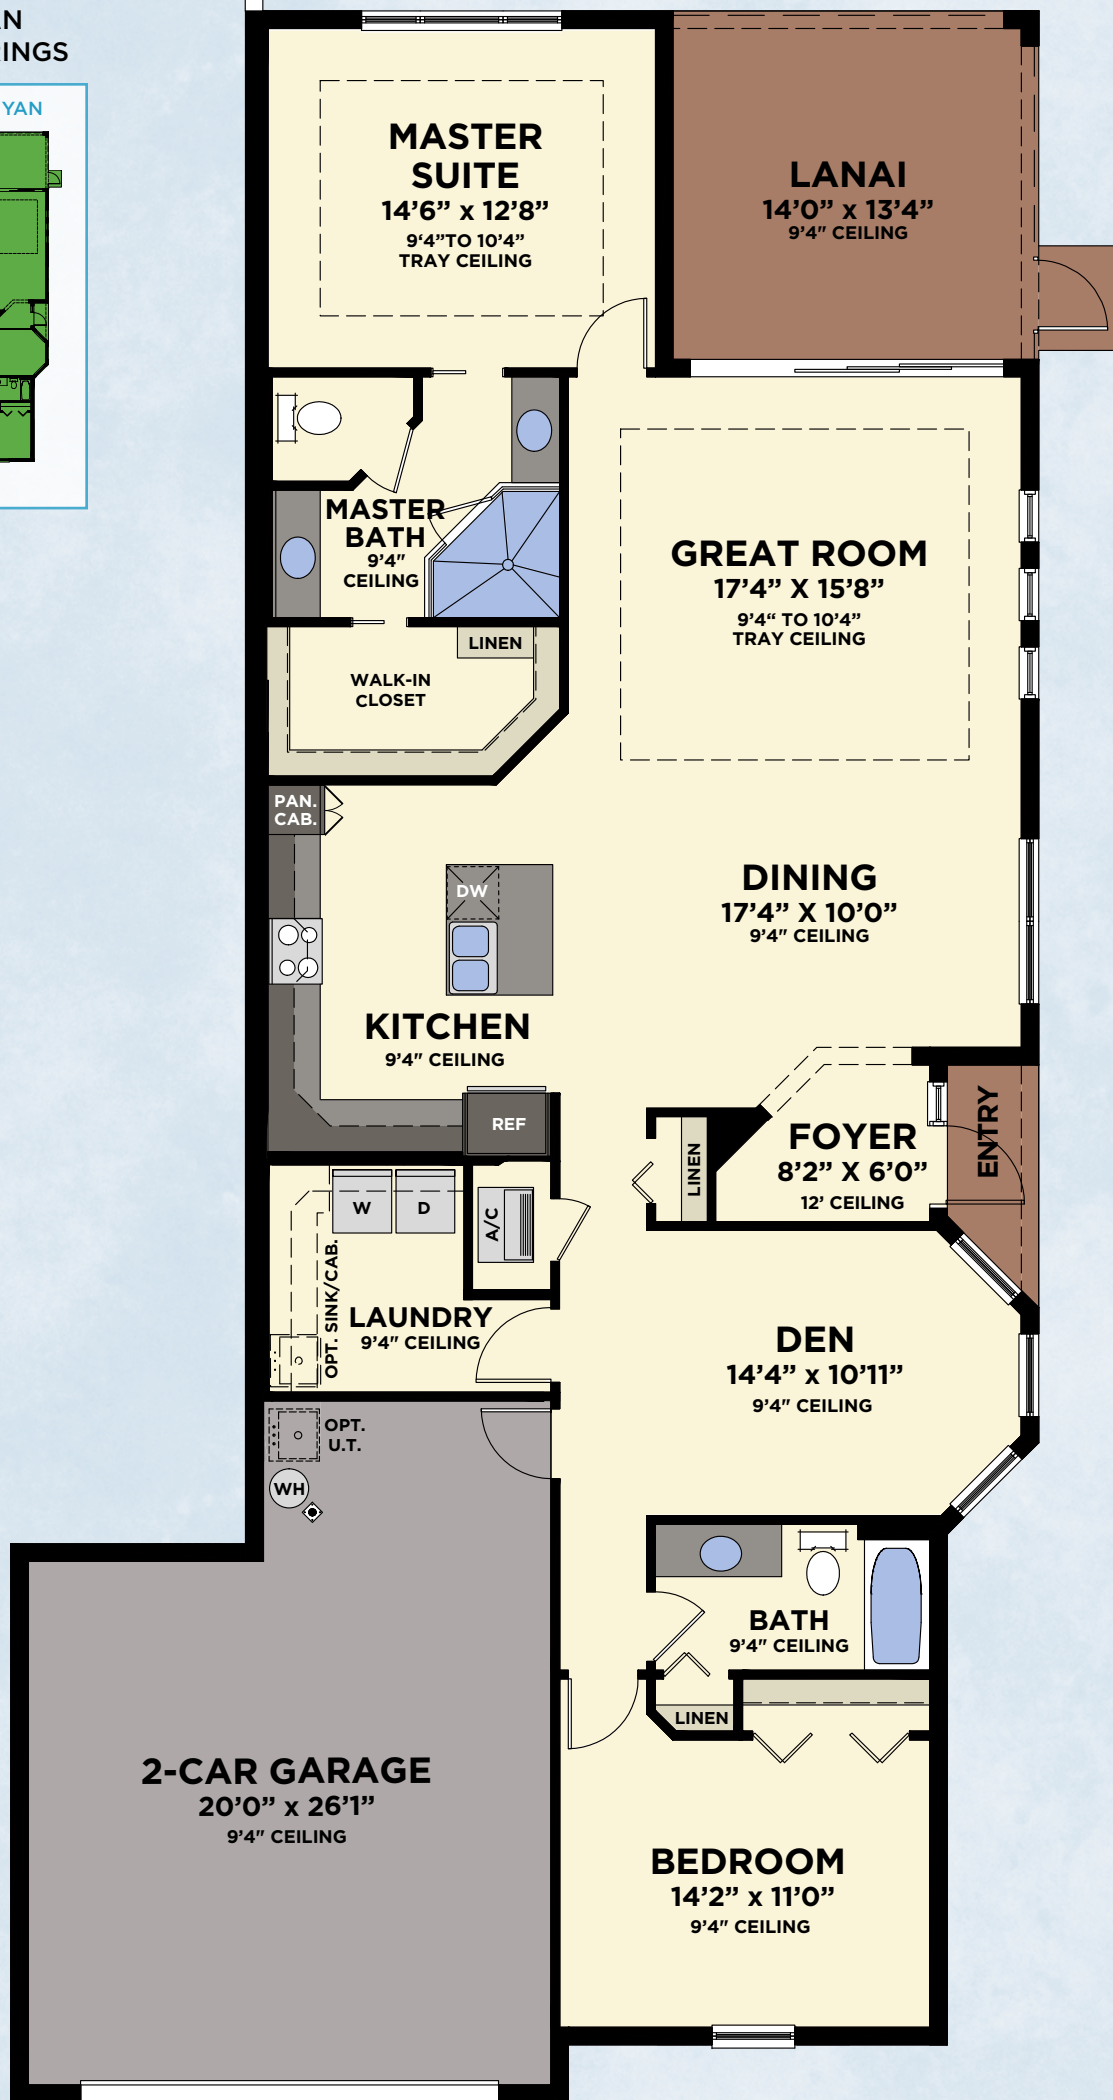 AN
RINGS
YAN
MASTER
SUITE
14'6” x 12'8”
9'4”TO 10'4”
TRAY CEILING
LANAI
14'0” x 13'4”
9'4" CEILING
MASTER
BATH
9'4"
CEILING
GREAT ROOM
17'4” X 15'8”
9'4“ TO 10'4”
TRAY CEILING
LINEN
WALK-IN
CLOSET
PAN.
CAB.
DW
DINING
17'4” X 10'0”
9'4" CEILING
KITCHEN
9'4" CEILING
REF
LINEN
FOYER
8'2” X 6'0”
12' CEILING
ENTRY
W
D
A/C
OPT. SINK/CAB.
LAUNDRY
9'4" CEILING
DEN
14'4” x 10'11”
9'4" CEILING
OPT.
U.T.
WH
BATH
9'4" CEILING
LINEN
2-CAR GARAGE
20'0” x 26'1”
9'4" CEILING
BEDROOM
14'2” x 11'0”
9'4" CEILING